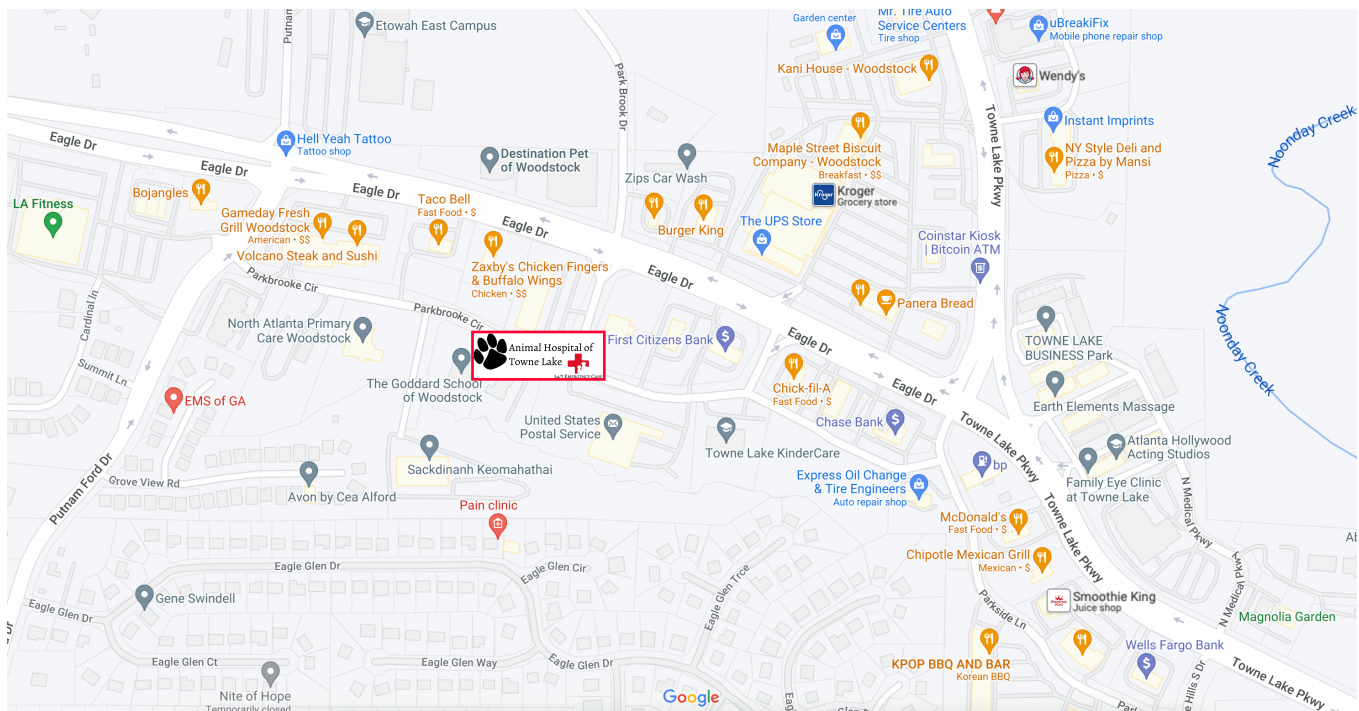 Putnam
Etowah East Campus
Garden center
Mr. Tire Auto
Service Centers
Tire shop
uBreakiFix
Mobile phone repair shop
Kani House - Woodstock
Wendy's
Park Brook Dr
Towne Lake Pkwy
Instant Imprints
Noonday Creek
Eagle Dr
Hell Yeah Tattoo
Tattoo shop
Destination Pet
of Woodstock
Zips Car Wash
Maple Street Biscuit
Company - Woodstock
Breakfast • $$
NY Style Deli and
Pizza by Mansi
Pizza • $
Eagle Dr
Bojangles
Eagle Dr
Taco Bell
Fast Food • $
Kroger
Kroger
Grocery store
LA Fitness
Gameday Fresh
Grill Woodstock
American • $$
Volcano Steak and Sushi
Eagle Dr
Burger King
The UPS Store
Coinstar Kiosk
| Bitcoin ATM
Zaxby's Chicken Fingers
& Buffalo Wings
Chicken • $$
Eagle Dr
Parkbrooke Cir
Panera Bread
Cardinal ln
Parkbrooke Cir
North Atlanta Primary
Care Woodstock
Animal Hospital of
Towne Lake
24/7 Emergency Care
First Citizens Bank
Eagle Dr
TOWNE LAKE
BUSINESS Park
Noonday Creek
Summit Ln
The Goddard School
of Woodstock
Chick-fil-A
Fast Food • $
Eagle Dr
Earth Elements Massage
EMS of GA
United States
Postal Service
Chase Bank
Towne Lake Pkwy
Towne Lake KinderCare
Atlanta Hollywood
Acting Studios
Sackdinanh Keomahathai
bp
Putnam Ford Dr
Grove View Rd
Avon by Cea Alford
Express Oil Change
& Tire Engineers
Auto repair shop
Family Eye Clinic
at Towne Lake
N Medical Pkwy
Pain clinic
McDonald's
Fast Food • $
Towne Lake Pkwy
Chipotle Mexican Grill
Mexican • $
Eagle Glen Dr
Eagle Glen Cir
Eagle Glen Trce
Gene Swindell
Eagle Glen Dr
Parkside Ln
Smoothie King
Juice shop
N Medical Pkwy
Magnolia Garden
Dr
Eagle Glen Ct
Eagle Glen Way
Eagle Glen Dr
KPOP BBQ AND BAR
Korean BBQ
Wells Fargo Bank
Towne Lake Pkwy
Nite of Hope
Temporarily closed
Google
Eagle
Park
Hills S Dr